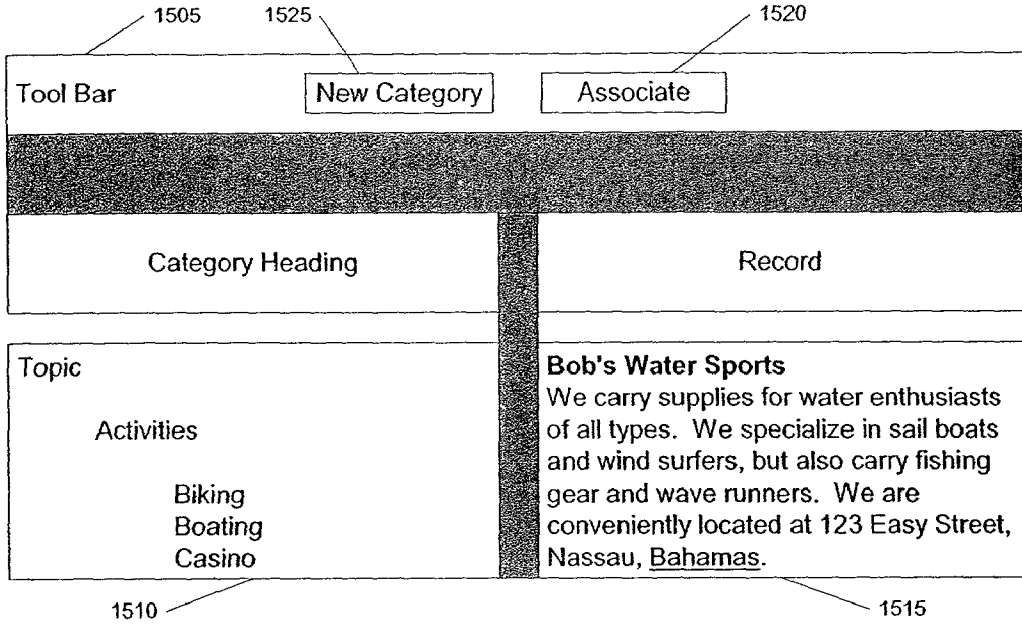 1505 1525 1520
Tool Bar New Category Associate
Category Heading Record
Topic
Activities
Biking
Boating
Casino
Bob's Water Sports
We carry supplies for water enthusiasts
of all types. We specialize in sail boats
and wind surfers, but also carry fishing
gear and wave runners. We are
conveniently located at 123 Easy Street,
Nassau, Bahamas.
1510 1515